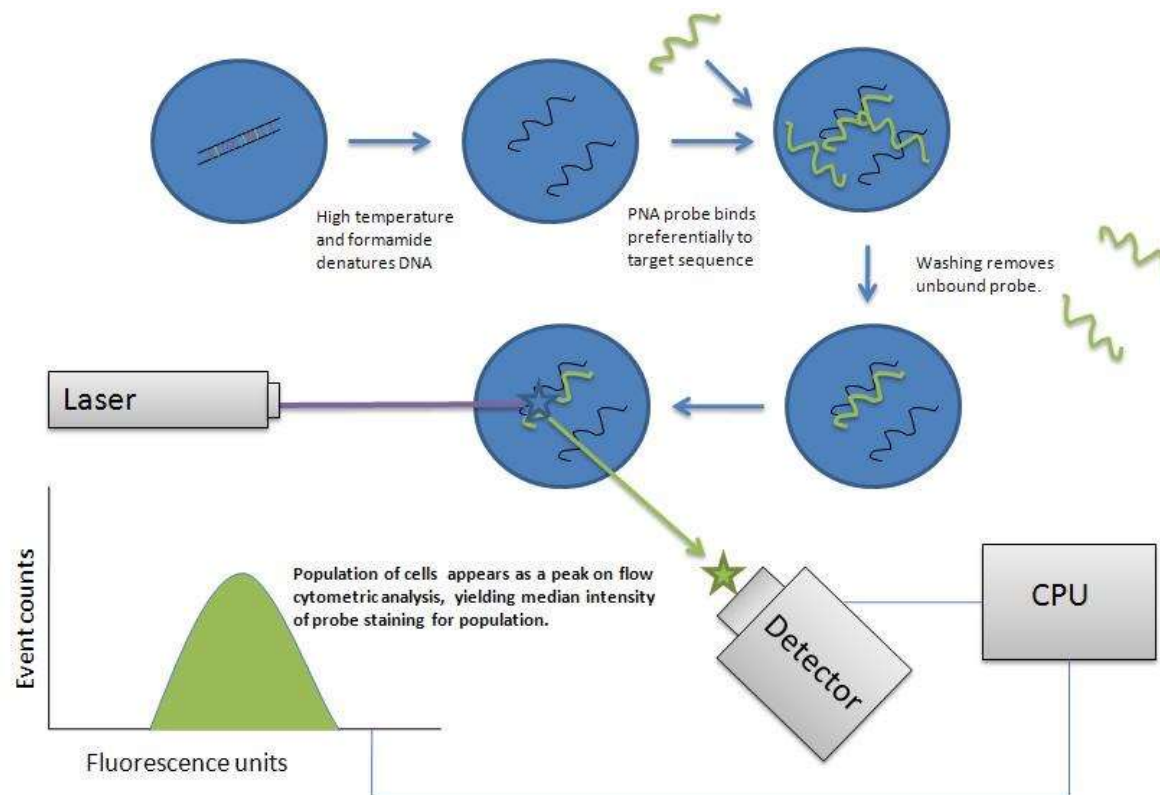 High temperature
and formamide
denatures DNA
PNA probe binds
preferentially to
target sequence
Washing removes
unbound probe.
Laser
Population of cells appears as a peak on flow
cytometric analysis, yielding median intensity
of probe staining for population.
Event counts
Fluorescence units
Detector
CPU